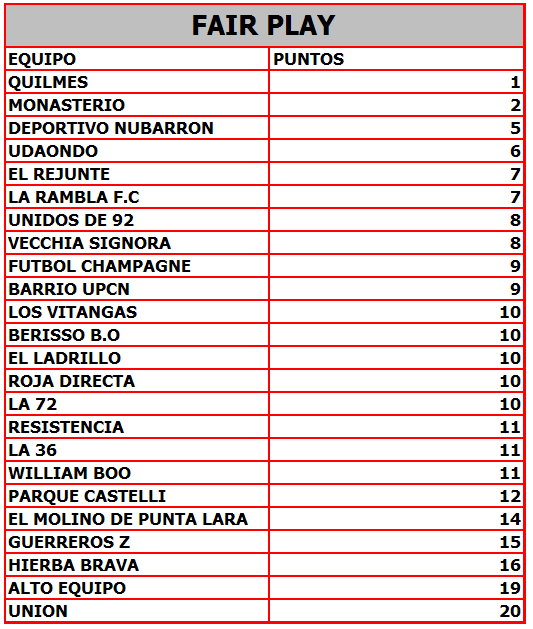 FAIR PLAY
EQUIPO PUNTOS
QUILMES 1
MONASTERIO 2
DEPORTIVO NUBARRON 5
UDAONDO 6
EL REJUNTE 7
LA RAMBLA F.C 7
UNIDOS DE 92 8
VECCHIA SIGNORA 8
FUTBOL CHAMPAGNE 9
BARRIO UPCN 9
LOS VITANGAS 10
BERISSO B.O 10
EL LADRILLO 10
ROJA DIRECTA 10
LA 72 10
RESISTENCIA 11
LA 36 11
WILLIAM BOO 11
PARQUE CASTELLI 12
EL MOLINO DE PUNTA LARA 14
GUERREROS Z 15
HIERBA BRAVA 16
ALTO EQUIPO 19
UNION 20